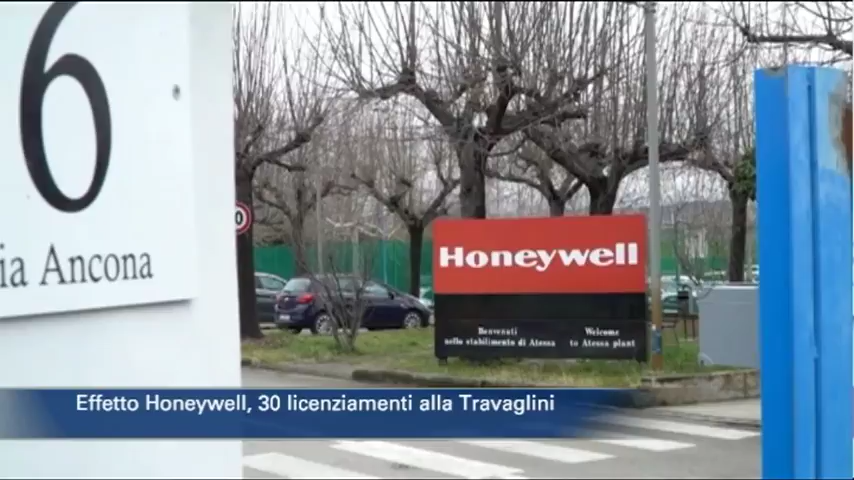 6
ia Ancona
0
Honeywell
Benvenuti
nello stabilimento di Atessa
Welcome
to Atessa plant
Effetto Honeywell, 30 licenziamenti alla Travaglini